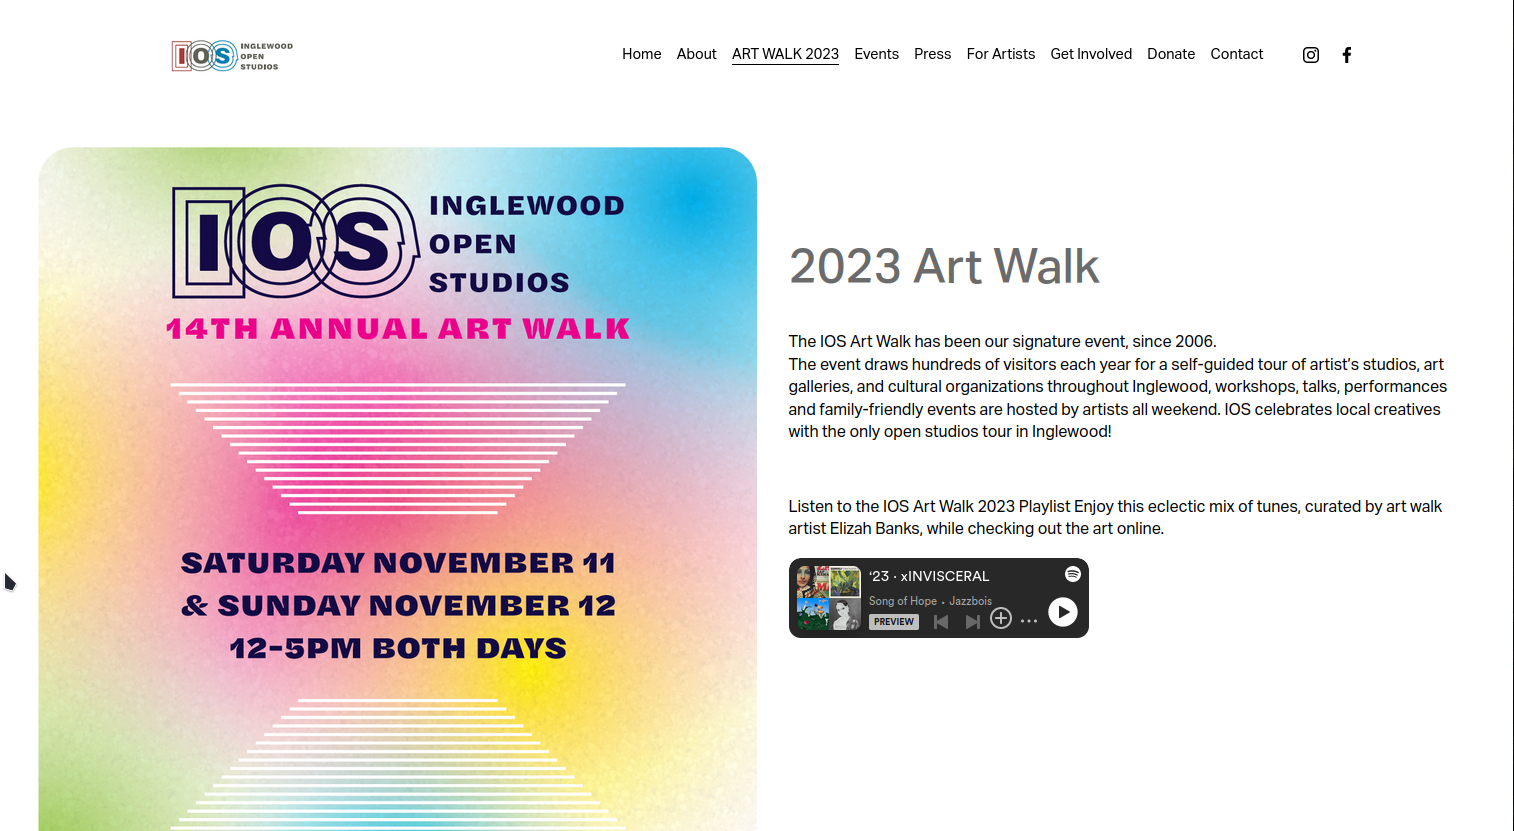 IOS INGLEWOOD
OPEN
STUDIOS
Home About ART WALK 2023 Events Press For Artists Get Involved Donate Contact
IOS INGLEWOOD
OPEN
STUDIOS
14TH ANNUAL ART WALK
SATURDAY NOVEMBER 11
& SUNDAY NOVEMBER 12
12-5PM BOTH DAYS
2023 Art Walk
The IOS Art Walk has been our signature event, since 2006.
The event draws hundreds of visitors each year for a self-guided tour of artist’s studios, art
galleries, and cultural organizations throughout Inglewood, workshops, talks, performances
and family-friendly events are hosted by artists all weekend. IOS celebrates local creatives
with the only open studios tour in Inglewood!
Listen to the IOS Art Walk 2023 Playlist Enjoy this eclectic mix of tunes, curated by art walk
artist Elizah Banks, while checking out the art online.
‘23 · xINVISCERAL
Song of Hope • Jazzbois
PREVIEW